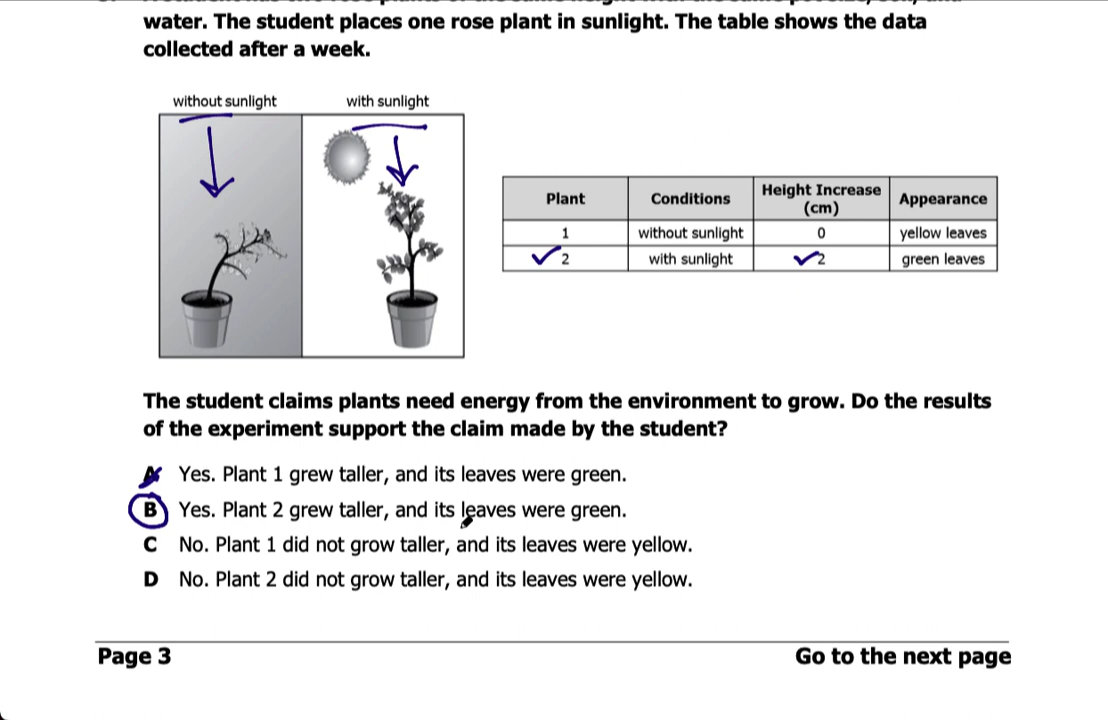 water. The student places one rose plant in sunlight. The table shows the data
collected after a week.
without sunlight with sunlight
Plant Conditions Height Increase (cm) Appearance
1 without sunlight 0 yellow leaves
2 with sunlight 2 green leaves
The student claims plants need energy from the environment to grow. Do the results
of the experiment support the claim made by the student?
A Yes. Plant 1 grew taller, and its leaves were green.
B Yes. Plant 2 grew taller, and its leaves were green.
C No. Plant 1 did not grow taller, and its leaves were yellow.
D No. Plant 2 did not grow taller, and its leaves were yellow.
Page 3 Go to the next page